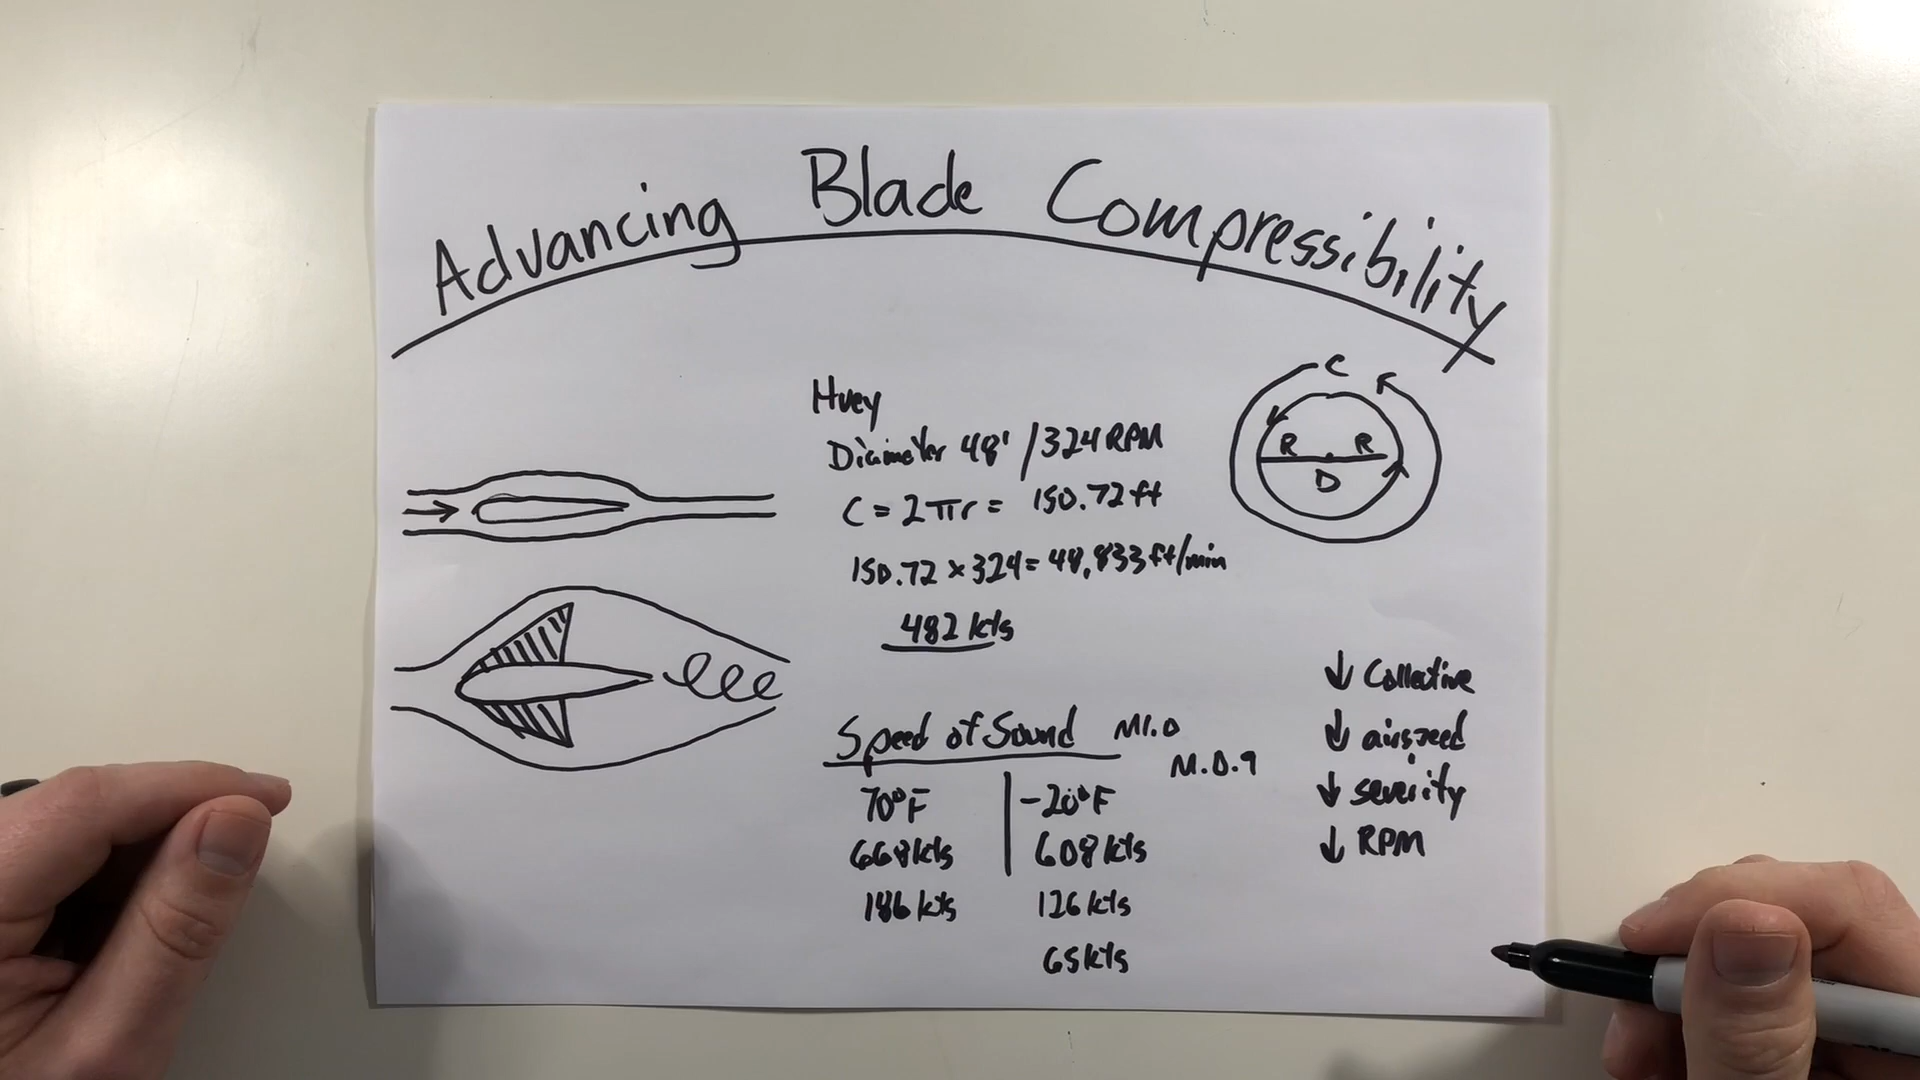 Advancing Blade Compressibility
Huey
Diameter 48' / 324 RPM
C = 2πr = 150.72 ft
150.72 × 324 = 48,833 ft/min
482 kts
C
R R
D
Speed of Sound M1.0
M.0.9
70°F -20°F
668 kts 608 kts
186 kts 126 kts
65 kts
↓ Collective
↓ airspeed
↓ severity
↓ RPM